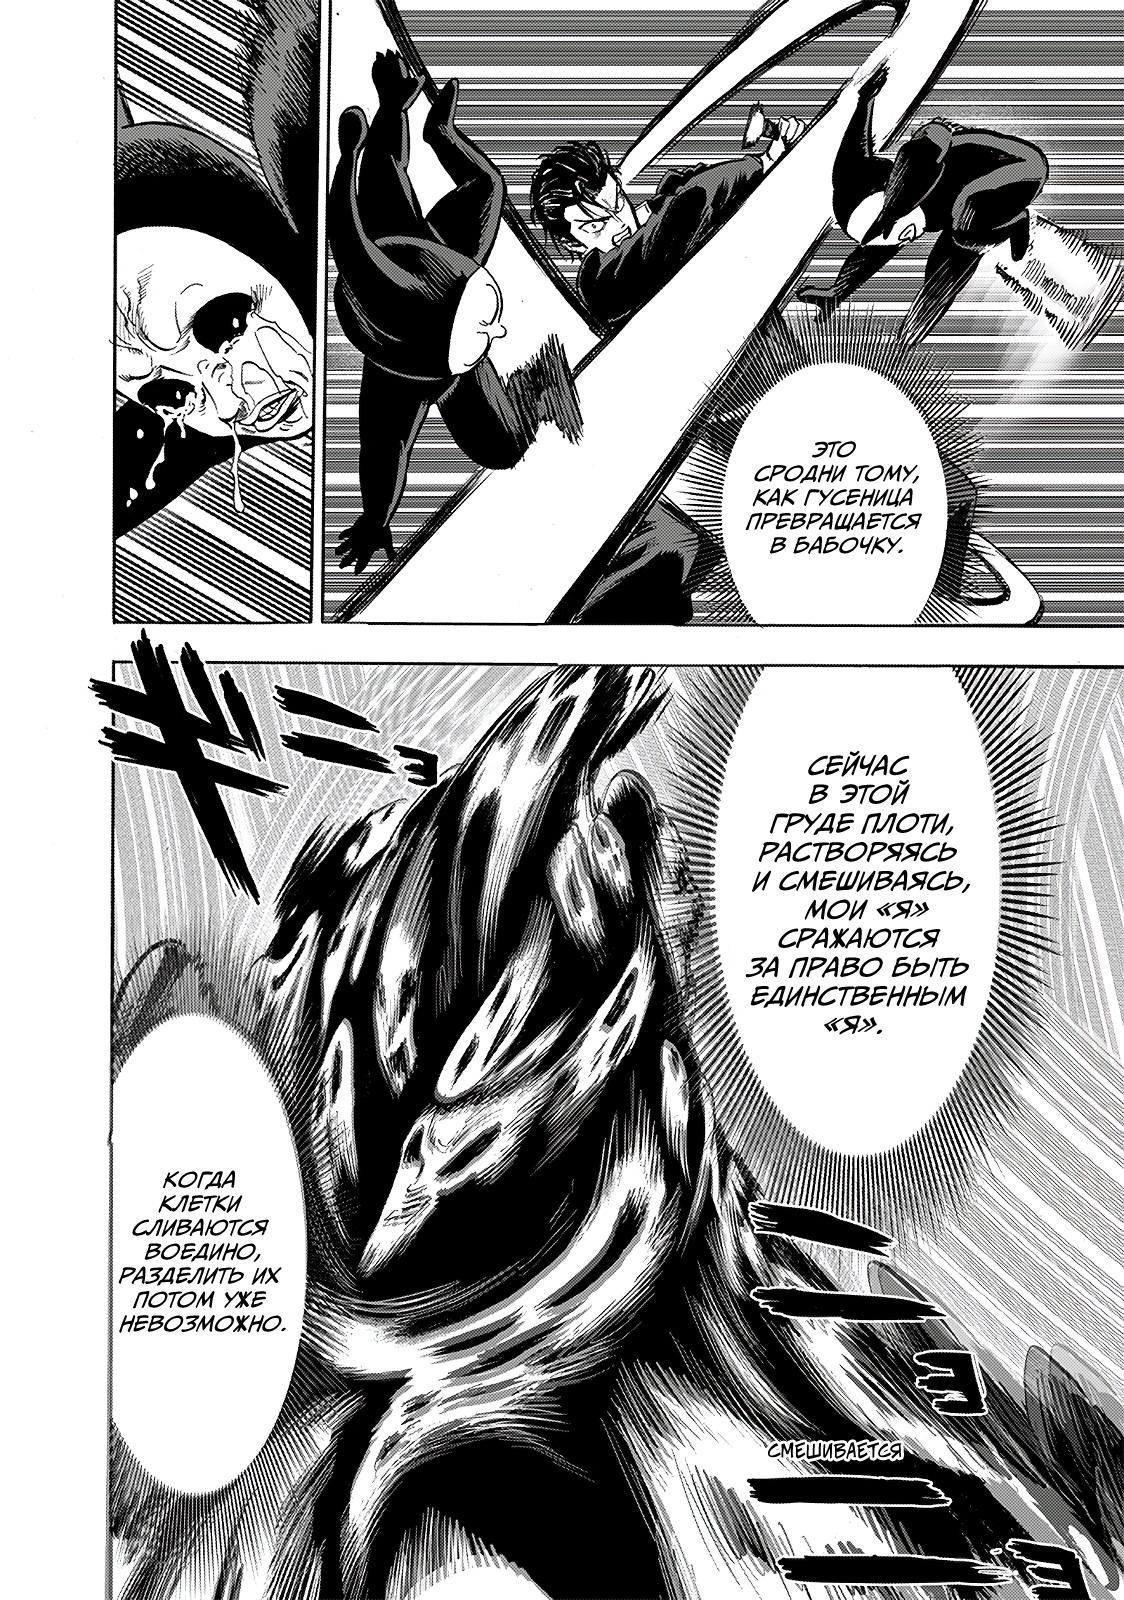 ЭТО
СРОДНИ ТОМУ,
КАК ГУСЕНИЦА
ПРЕВРАЩАЕТСЯ
В БАБОЧКУ.
СЕЙЧАС
В ЭТОЙ
ГРУДЕ ПЛОТИ,
РАСТВОРЯЯСЬ
И СМЕШИВАЯСЬ,
МОИ «Я»
СРАЖАЮТСЯ
ЗА ПРАВО БЫТЬ
ЕДИНСТВЕННЫМ
«Я».
КОГДА
КЛЕТКИ
СЛИВАЮТСЯ
ВОЕДИНО,
РАЗДЕЛИТЬ ИХ
ПОТОМ УЖЕ
НЕВОЗМОЖНО.
СМЕШИВАЕТСЯ